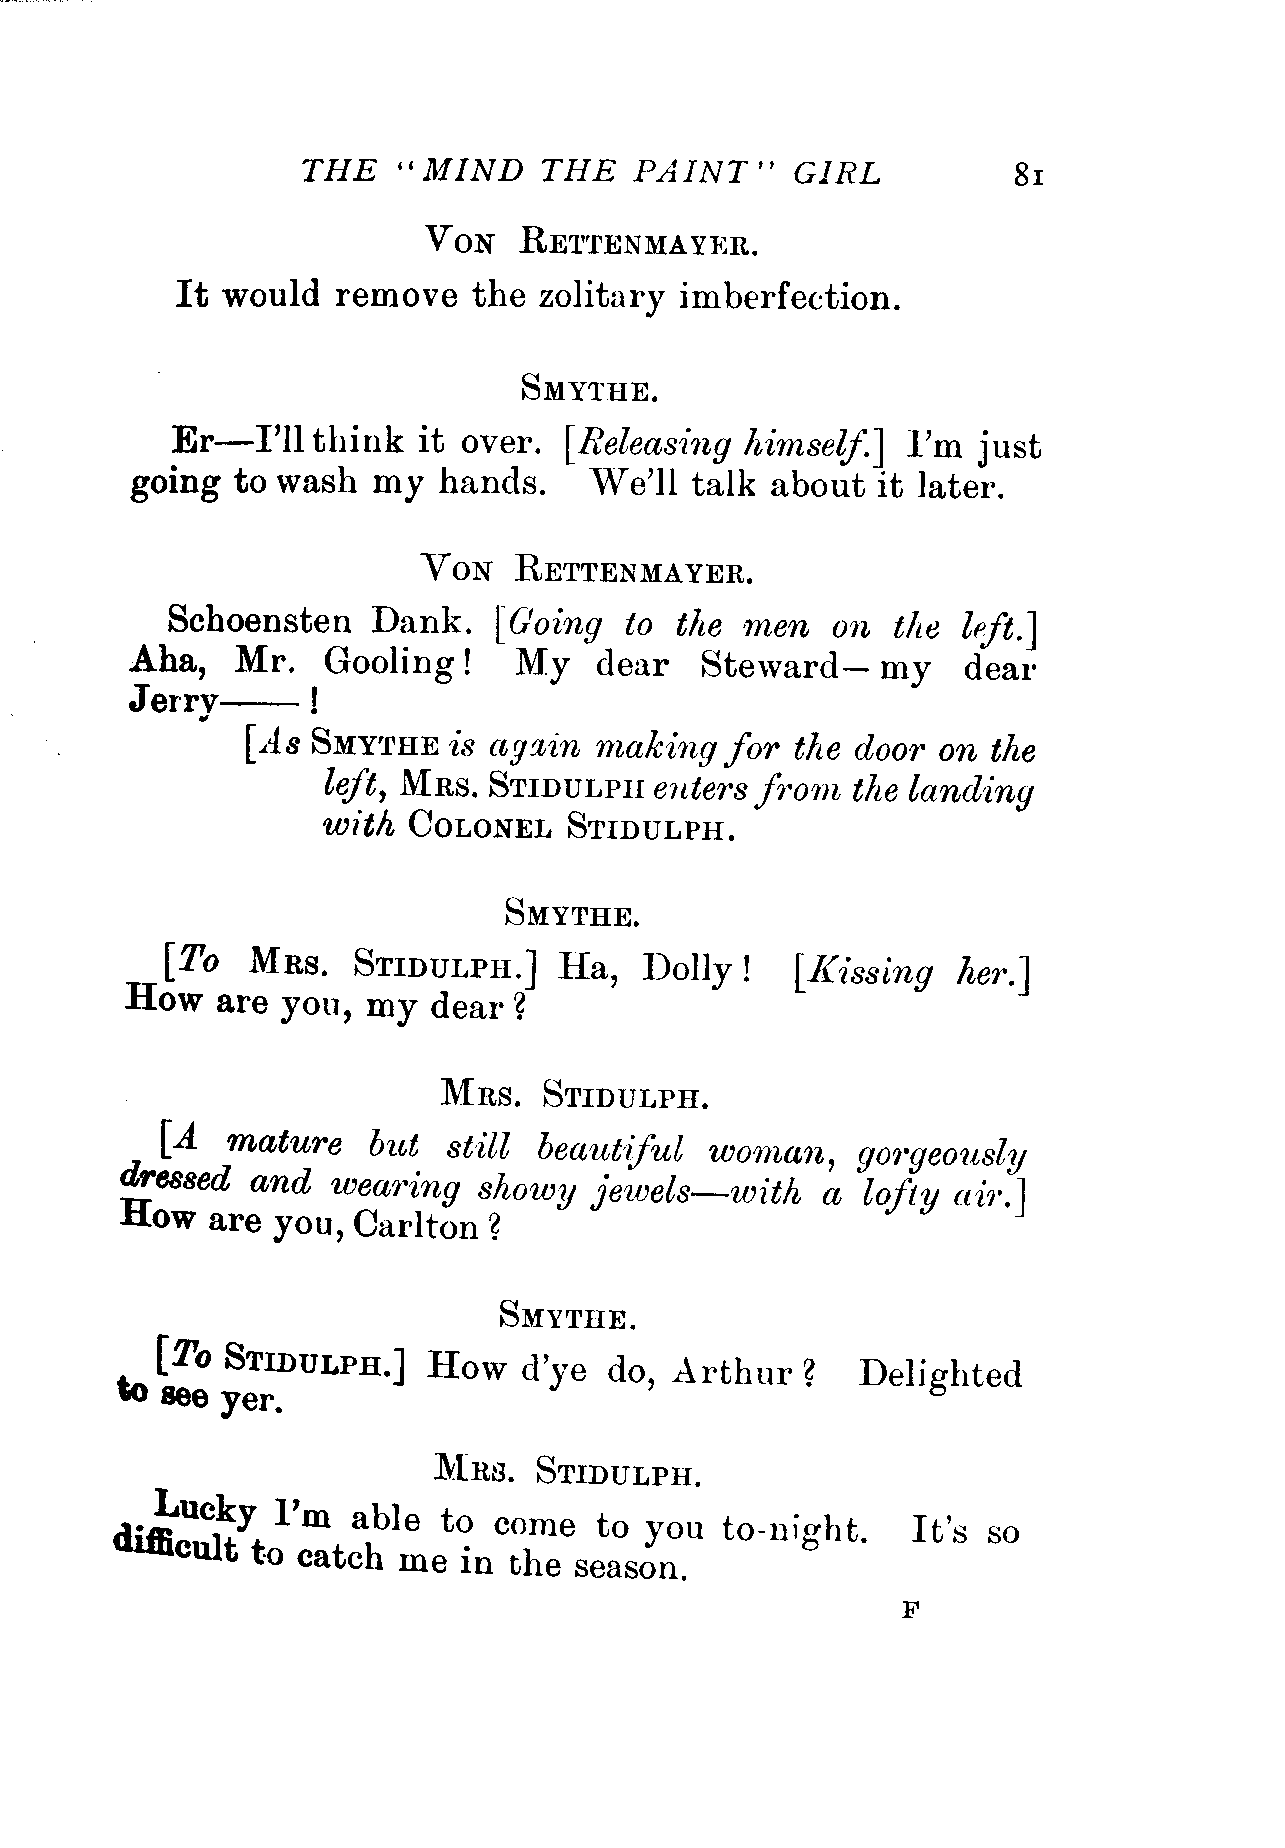 THE "MIND THE PAINT" GIRL 81
VON RETTENMAYER.
It would remove the zolitary imberfection.
SMYTHE.
Er—I'll think it over. [Releasing himself.] I'm just
going to wash my hands. We'll talk about it later.
VON RETTENMAYER.
Schoensten Dank. [Going to the men on the left.]
Aha, Mr. Gooling! My dear Steward—my dear
Jerry——!
[As SMYTHE is again making for the door on the
left, MRS. STIDULPH enters from the landing
with COLONEL STIDULPH.
SMYTHE.
[To MRS. STIDULPH.] Ha, Dolly! [Kissing her.]
How are you, my dear?
MRS. STIDULPH.
[A mature but still beautiful woman, gorgeously
dressed and wearing showy jewels—with a lofty air.]
How are you, Carlton?
SMYTHE.
[To STIDULPH.] How d'ye do, Arthur? Delighted
to see yer.
MRS. STIDULPH.
Lucky I'm able to come to you to-night. It's so
difficult to catch me in the season.
F